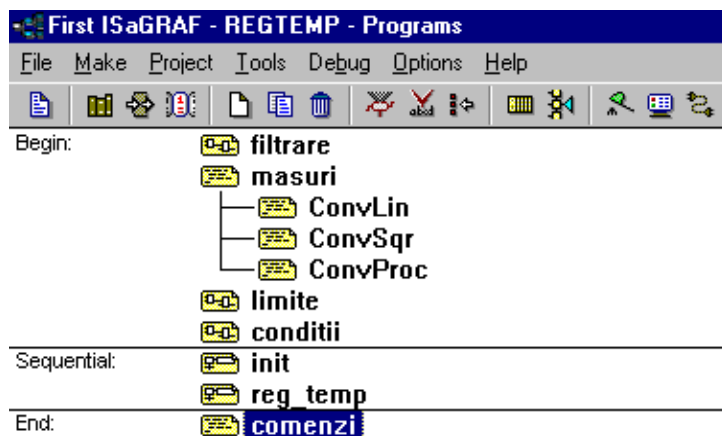 First ISaGRAF - REGTEMP - Programs
File Make Project Tools Debug Options Help
Begin: filtrare
masuri
ConvLin
ConvSqr
ConvProc
limite
conditii
Sequential: init
reg_temp
End: comenzi